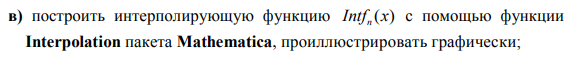 в) построить интерполирующую функцию Intfₙ(x) с помощью функции
Interpolation пакета Mathematica, проиллюстрировать графически;